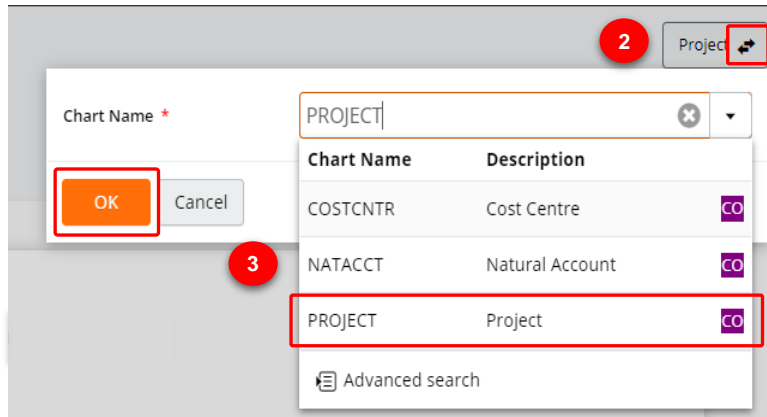 2
Project
Chart Name *
PROJECT
Chart Name Description
OK
Cancel
COSTCNTR Cost Centre CO
3
NATACCT Natural Account CO
PROJECT Project CO
Advanced search